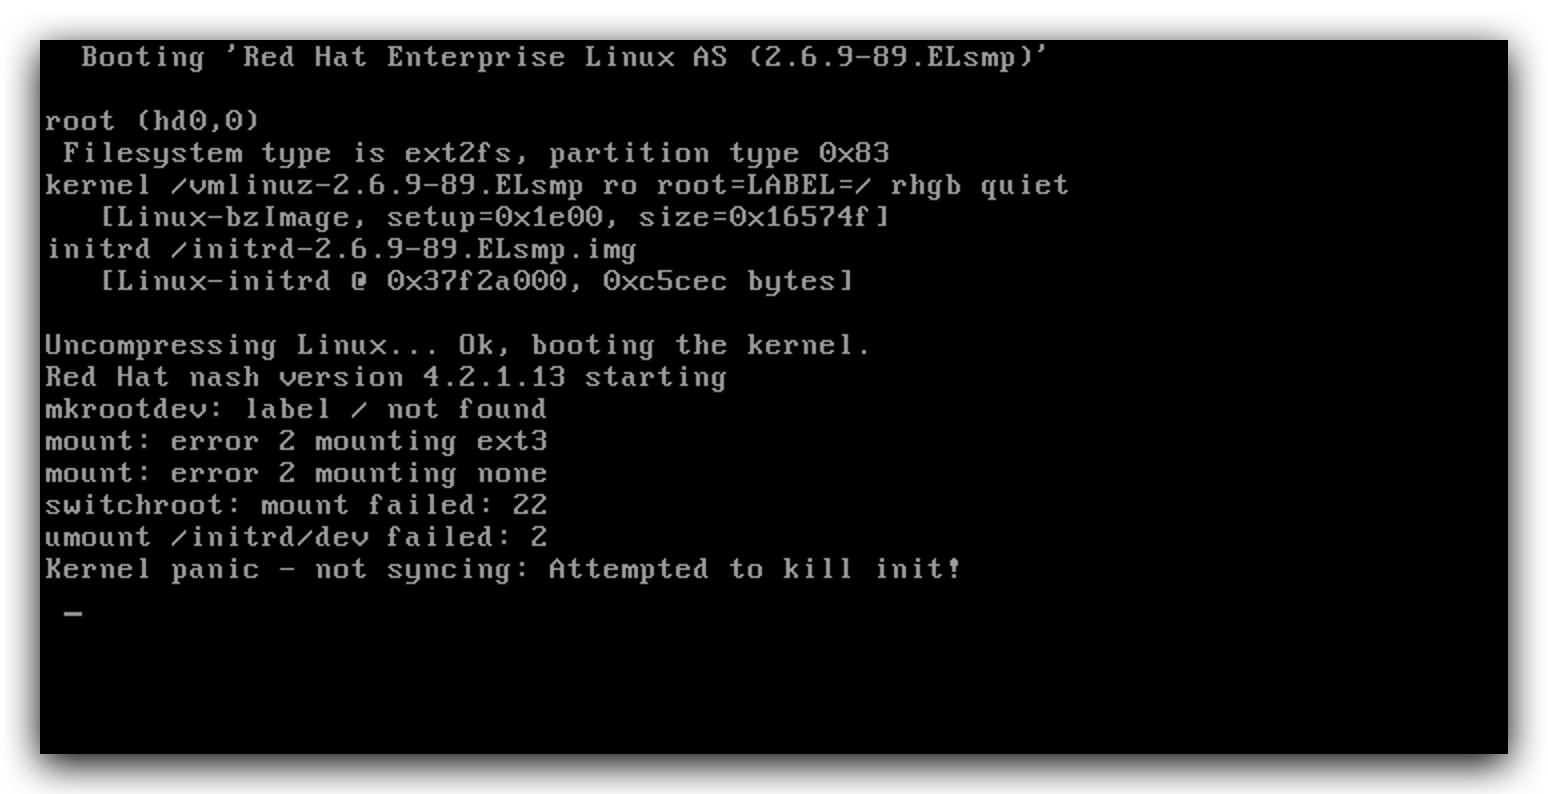 Booting 'Red Hat Enterprise Linux AS (2.6.9-89.ELsmp)'
root (hd0,0)
Filesystem type is ext2fs, partition type 0x83
kernel /vmlinuz-2.6.9-89.ELsmp ro root=LABEL=/ rhgb quiet
[Linux-bzImage, setup=0x1e00, size=0x16574f]
initrd /initrd-2.6.9-89.ELsmp.img
[Linux-initrd @ 0x37f2a000, 0xc5cec bytes]
Uncompressing Linux... Ok, booting the kernel.
Red Hat nash version 4.2.1.13 starting
mkrootdev: label / not found
mount: error 2 mounting ext3
mount: error 2 mounting none
switchroot: mount failed: 22
umount /initrd/dev failed: 2
Kernel panic - not syncing: Attempted to kill init!